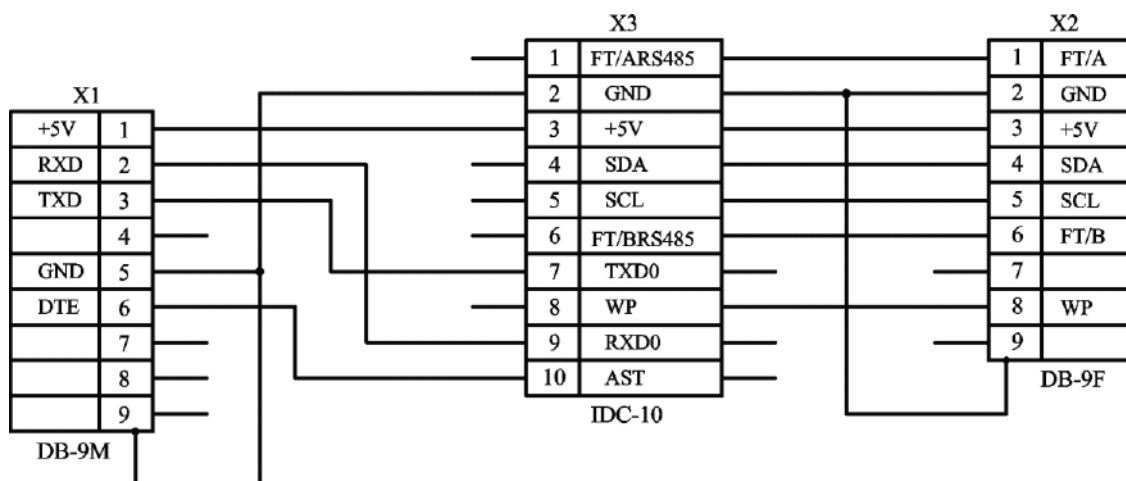 X1
+5V 1
RXD 2
TXD 3
4
GND 5
DTE 6
7
8
9
DB-9M
X3
1 FT/ARS485
2 GND
3 +5V
4 SDA
5 SCL
6 FT/BRS485
7 TXD0
8 WP
9 RXD0
10 AST
IDC-10
X2
1 FT/A
2 GND
3 +5V
4 SDA
5 SCL
6 FT/B
7
8 WP
9
DB-9F